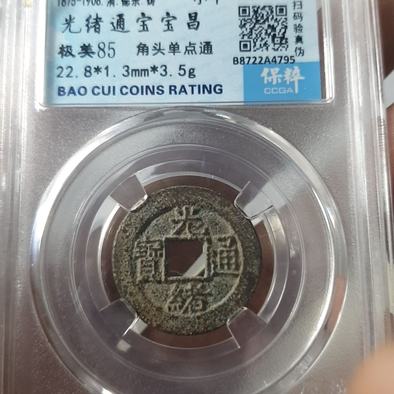 光绪通宝宝昌
极美85 角头单点通
22.8*1.3mm*3.5g
BAO CUI COINS RATING
扫码验真伪
B8722A4795
保粹
CCGA
光緒通寶